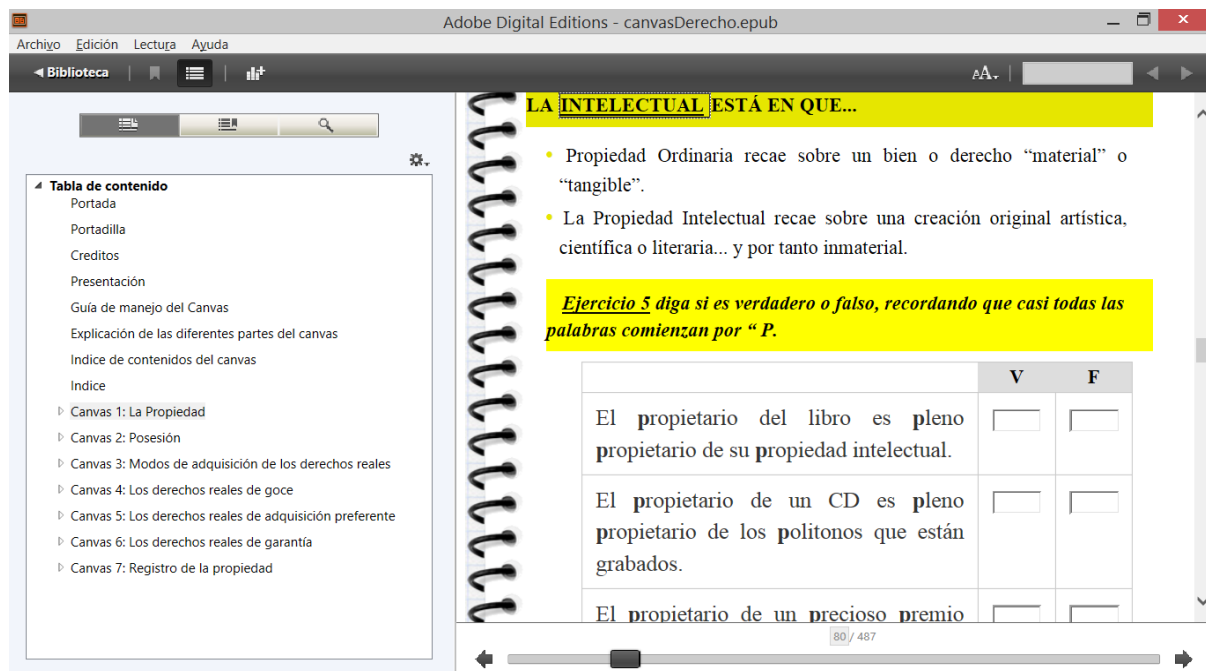 Adobe Digital Editions - canvasDerecho.epub
Archivo Edición Lectura Ayuda
Biblioteca
AA
Tabla de contenido
Portada
Portadilla
Creditos
Presentación
Guía de manejo del Canvas
Explicación de las diferentes partes del canvas
Indice de contenidos del canvas
Indice
Canvas 1: La Propiedad
Canvas 2: Posesión
Canvas 3: Modos de adquisición de los derechos reales
Canvas 4: Los derechos reales de goce
Canvas 5: Los derechos reales de adquisición preferente
Canvas 6: Los derechos reales de garantía
Canvas 7: Registro de la propiedad
LA INTELECTUAL ESTÁ EN QUE...
• Propiedad Ordinaria recae sobre un bien o derecho “material” o
“tangible”.
• La Propiedad Intelectual recae sobre una creación original artística,
científica o literaria... y por tanto inmaterial.
Ejercicio 5 diga si es verdadero o falso, recordando que casi todas las
palabras comienzan por “ P.
V F
El propietario del libro es pleno
propietario de su propiedad intelectual.
El propietario de un CD es pleno
propietario de los politonos que están
grabados.
El propietario de un precioso premio
80 / 487